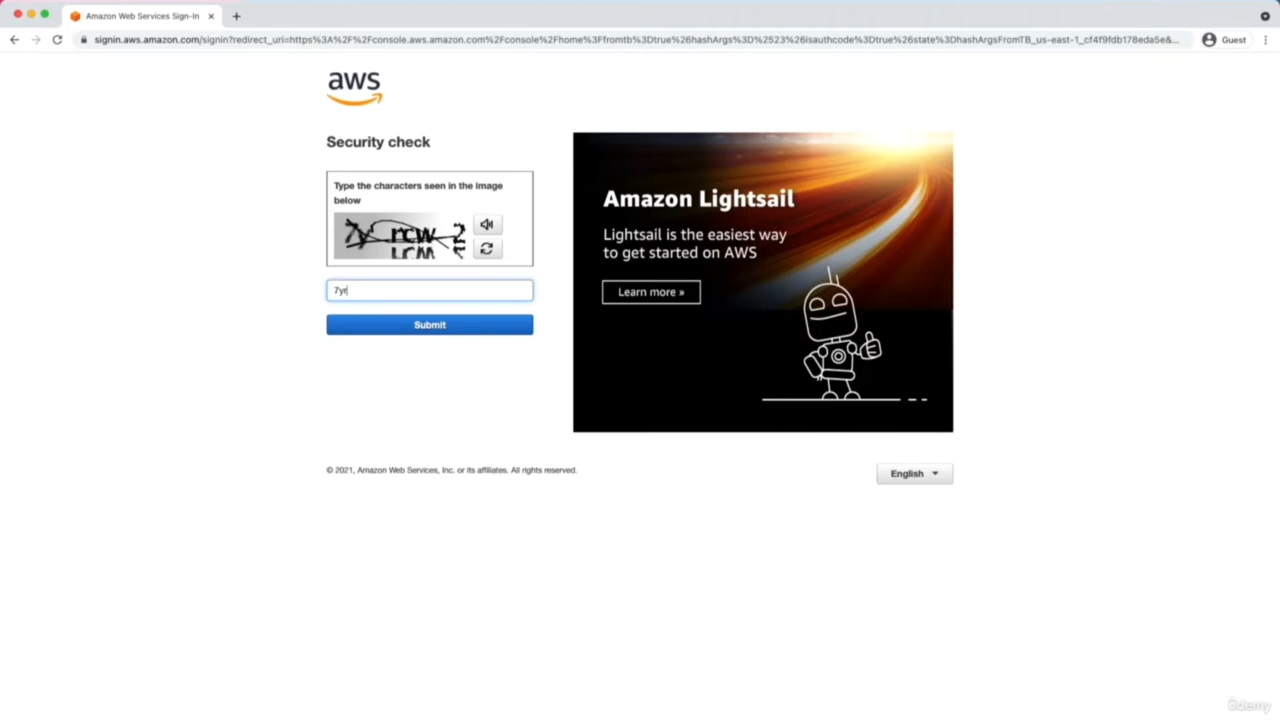 Amazon Web Services Sign-In
signin.aws.amazon.com/signin?redirect_uri=https%3A%2F%2Fconsole.aws.amazon.com%2Fconsole%2Fhome%3Ffromtb%3Dtrue%26hashArgs%3D%2523%26isauthcode%3Dtrue%26state%3DhashArgsFromTB_us-east-1_cf4f9fdb178eda5e&...
Guest
aws
Security check
Type the characters seen in the image
below
7yr
Submit
Amazon Lightsail
Lightsail is the easiest way
to get started on AWS
Learn more »
© 2021, Amazon Web Services, Inc. or its affiliates. All rights reserved.
English
ûdemy